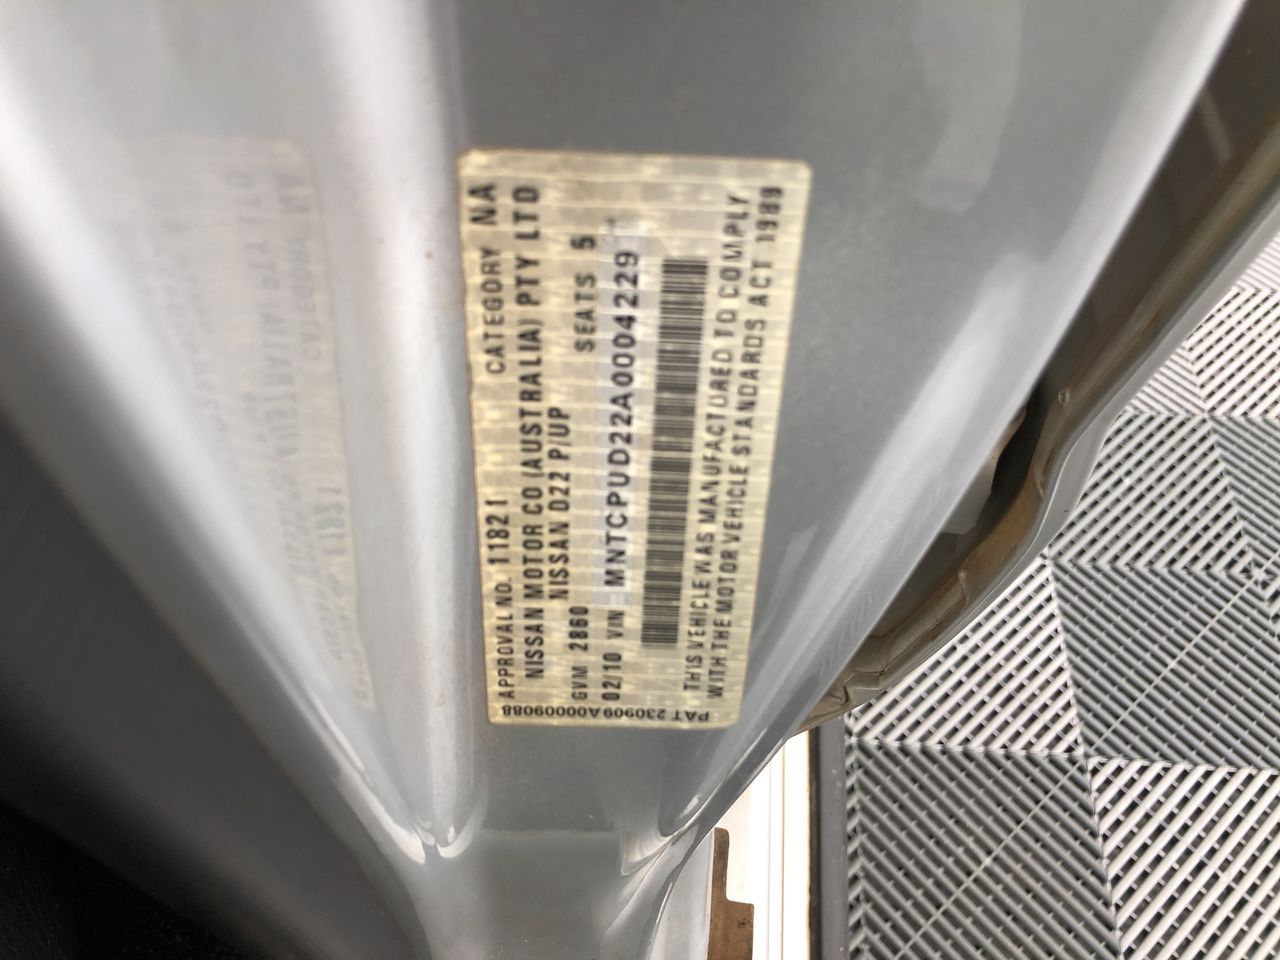 APPROVAL NO. 11821 CATEGORY NA
NISSAN MOTOR CO (AUSTRALIA) PTY LTD
NISSAN D22 P/UP
GVM 2860 SEATS 5
02/10 VIN MNTCPUD22A0004229
THIS VEHICLE WAS MANUFACTURED TO COMPLY
WITH THE MOTOR VEHICLE STANDARDS ACT 1989
PAT 230909A00009088